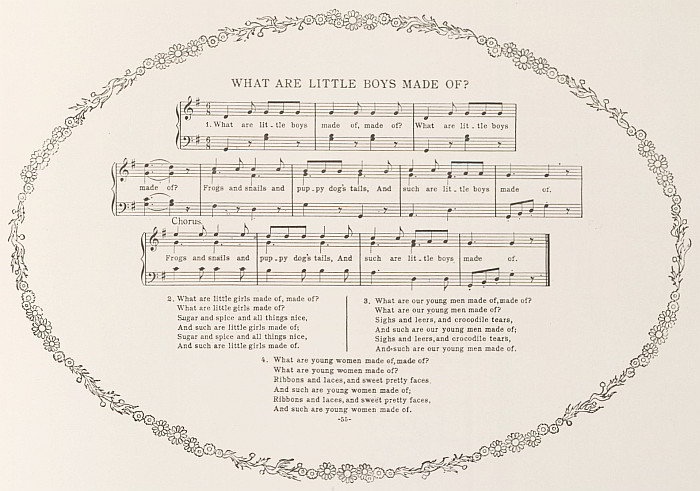 WHAT ARE LITTLE BOYS MADE OF?
1. What are lit-tle boys made of, made of? What are lit-tle boys
made of? Frogs and snails and pup-py dog's tails, And such are lit-tle boys made of.
Chorus.
Frogs and snails and pup-py dog's tails, And such are lit-tle boys made of.
2. What are little girls made of, made of?
What are little girls made of?
Sugar and spice and all things nice,
And such are little girls made of;
Sugar and spice and all things nice,
And such are little girls made of.
3. What are our young men made of, made of?
What are our young men made of?
Sighs and leers, and crocodile tears,
And such are our young men made of;
Sighs and leers, and crocodile tears,
And such are our young men made of.
4. What are young women made of, made of?
What are young women made of?
Ribbons and laces, and sweet pretty faces
And such are young women made of;
Ribbons and laces, and sweet pretty faces,
And such are young women made of.
-55-